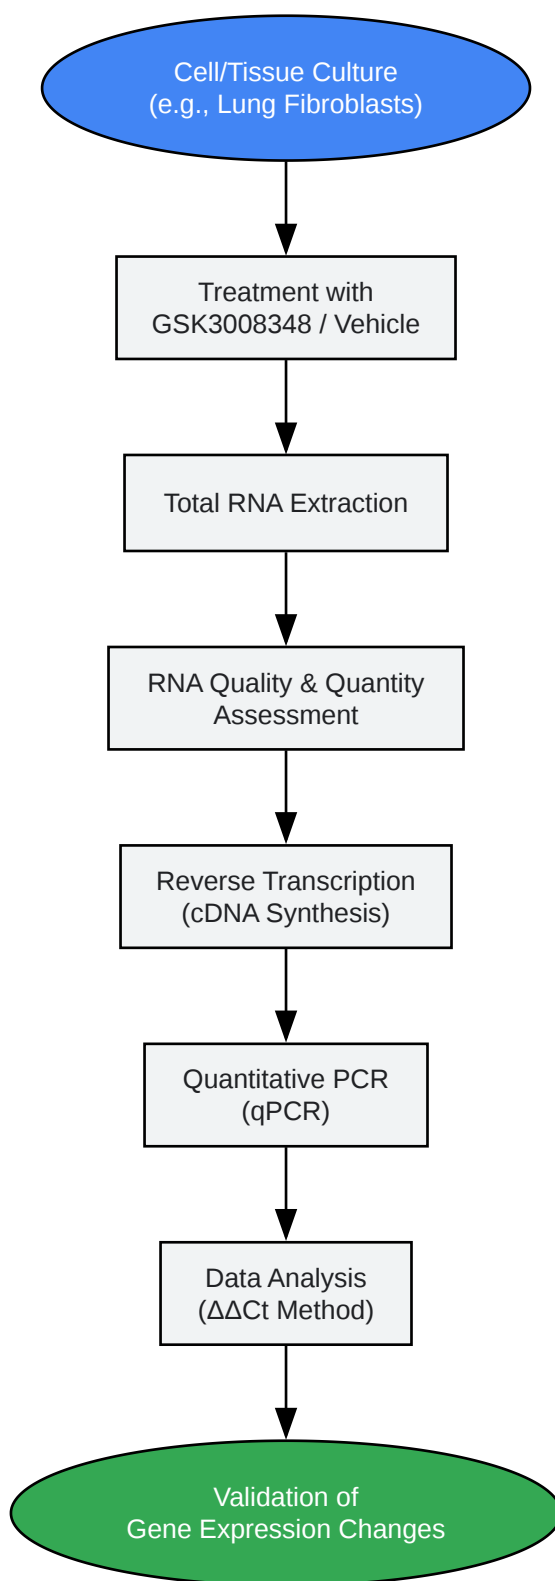 Cell/Tissue Culture
(e.g., Lung Fibroblasts)
Treatment with
GSK3008348 / Vehicle
Total RNA Extraction
RNA Quality & Quantity
Assessment
Reverse Transcription
(cDNA Synthesis)
Quantitative PCR
(qPCR)
Data Analysis
(ΔΔCt Method)
Validation of
Gene Expression Changes